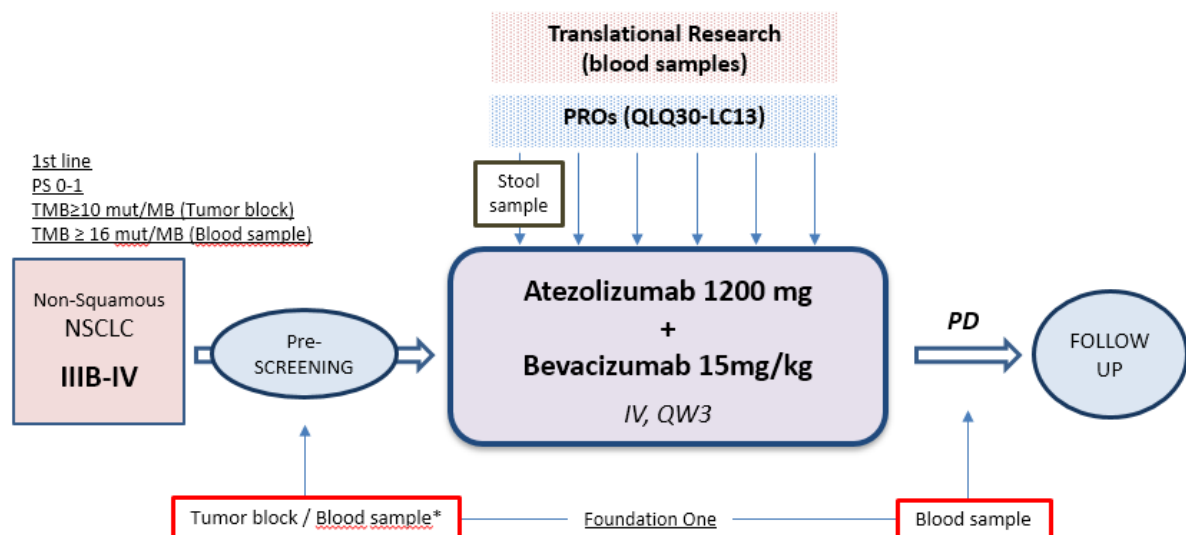 Translational Research
(blood samples)
PROs (QLQ30-LC13)
1st line
PS 0-1
TMB≥10 mut/MB (Tumor block)
TMB ≥ 16 mut/MB (Blood sample)
Stool
sample
Non-Squamous
NSCLC
IIIB-IV
Pre-
SCREENING
Atezolizumab 1200 mg
+
Bevacizumab 15mg/kg
IV, QW3
PD
FOLLOW
UP
Tumor block / Blood sample*
Foundation One
Blood sample